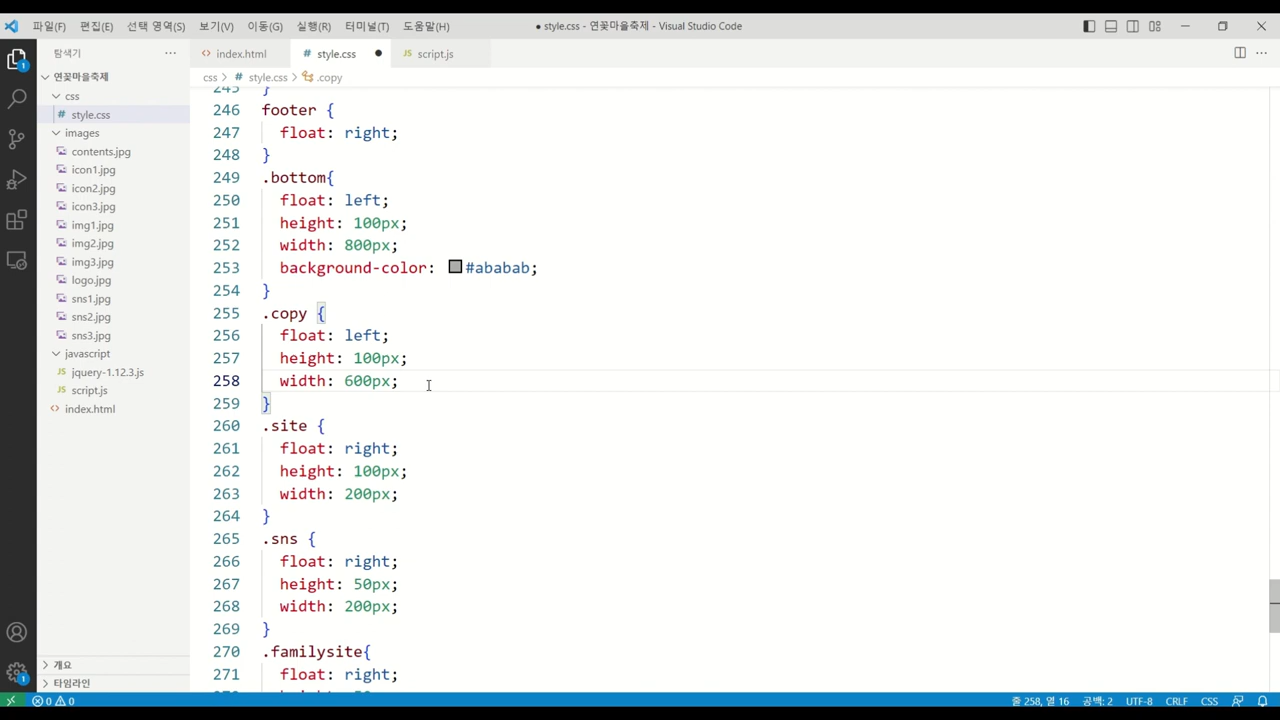 파일(F) 편집(E) 선택 영역(S) 보기(V) 이동(G) 실행(R) 터미널(T) 도움말(H) ● style.css - 연꽃마을축제 - Visual Studio Code
탐색기 ···
index.html
# style.css ●
JS script.js
연꽃마을축제
css > # style.css > .copy
css
# style.css
images
contents.jpg
icon1.jpg
icon2.jpg
icon3.jpg
img1.jpg
img2.jpg
img3.jpg
logo.jpg
sns1.jpg
sns2.jpg
sns3.jpg
javascript
JS jquery-1.12.3.js
JS script.js
index.html
개요
타임라인
245 }
246 footer {
247 float: right;
248 }
249 .bottom{
250 float: left;
251 height: 100px;
252 width: 800px;
253 background-color: #ababab;
254 }
255 .copy {
256 float: left;
257 height: 100px;
258 width: 600px;
259 }
260 .site {
261 float: right;
262 height: 100px;
263 width: 200px;
264 }
265 .sns {
266 float: right;
267 height: 50px;
268 width: 200px;
269 }
270 .familysite{
271 float: right;
1
1
0 0 줄 258, 열 16 공백: 2 UTF-8 CRLF CSS